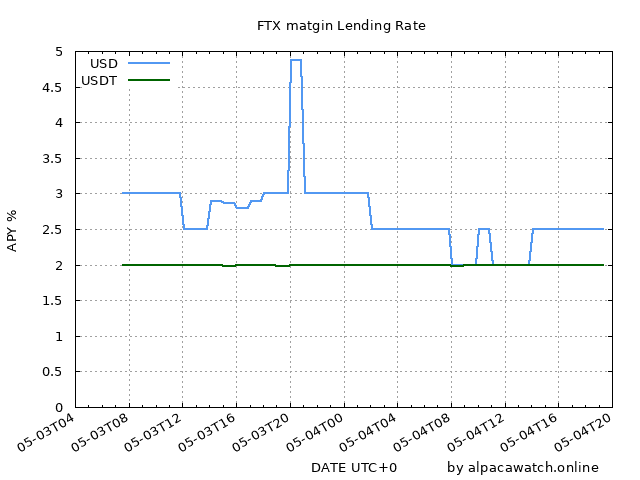 FTX matgin Lending Rate
USD
USDT
5
4.5
4
3.5
3
2.5
2
1.5
1
0.5
0
APY %
05-03T04
05-03T08
05-03T12
05-03T16
05-03T20
05-04T00
05-04T04
05-04T08
05-04T12
05-04T16
05-04T20
DATE UTC+0
by alpacawatch.online